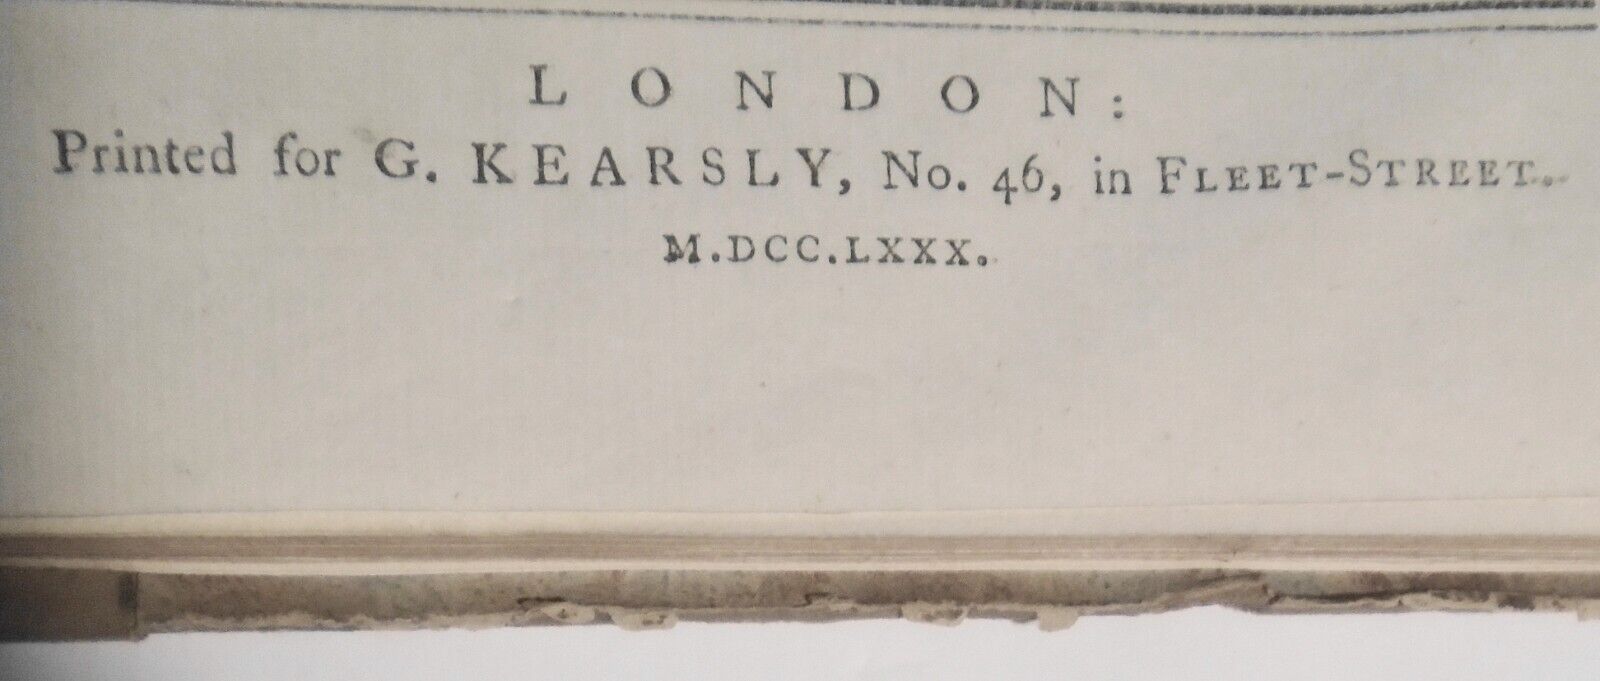 LONDON:
Printed for G. KEARSLY, No. 46, in FLEET-STREET.
M.DCC.LXXX.